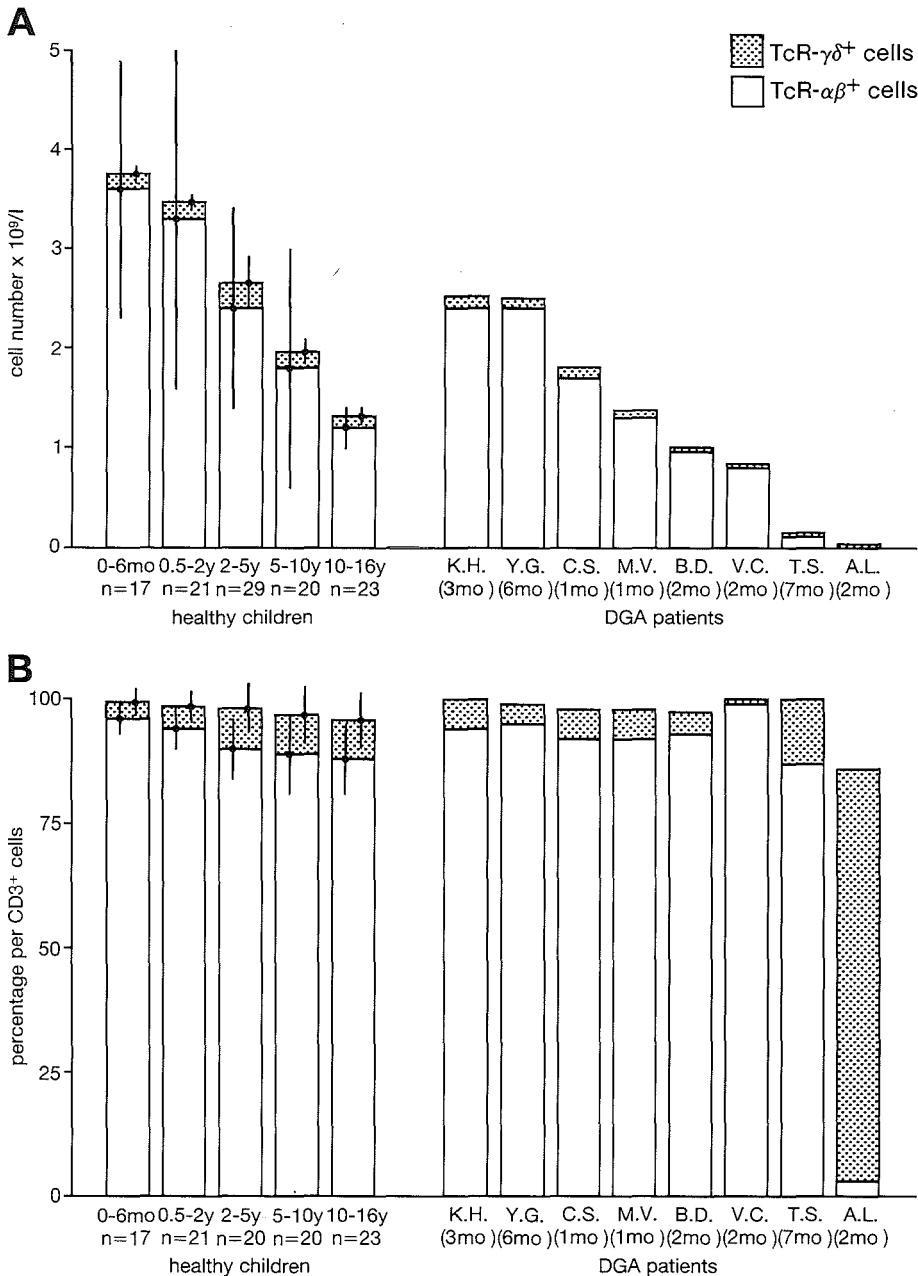 A
TcR-γδ+ cells
TcR-αβ+ cells
cell number x 10⁹/l
5
4
3
2
1
0
0-6mo 0.5-2y 2-5y 5-10y 10-16y
n=17 n=21 n=29 n=20 n=23
healthy children
K.H. Y.G. C.S. M.V. B.D. V.C. T.S. A.L.
(3mo )(6mo )(1mo )(1mo )(2mo )(2mo )(7mo )(2mo )
DGA patients
B
percentage per CD3+ cells
100
75
50
25
0
0-6mo 0.5-2y 2-5y 5-10y 10-16y
n=17 n=21 n=20 n=20 n=23
healthy children
K.H. Y.G. C.S. M.V. B.D. V.C. T.S. A.L.
(3mo )(6mo )(1mo )(1mo )(2mo )(2mo )(7mo )(2mo )
DGA patients